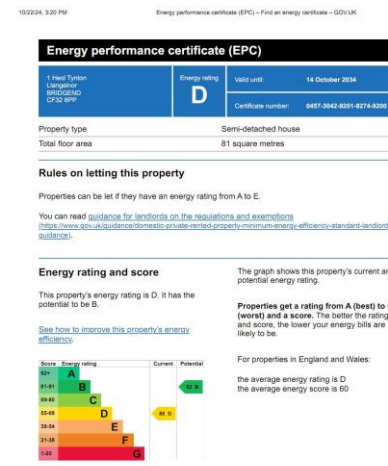 10/22/24, 3:20 PM
Energy performance certificate (EPC) – Find an energy certificate – GOV.UK
Energy performance certificate (EPC)
1 Heol Tynton
Llangeinor
BRIDGEND
CF32 8PP
Energy rating
D
Valid until:
14 October 2034
Certificate number:
0457-3042-9201-9274-9200
Property type
Semi-detached house
Total floor area
81 square metres
Rules on letting this property
Properties can be let if they have an energy rating from A to E.
You can read guidance for landlords on the regulations and exemptions
(https://www.gov.uk/guidance/domestic-private-rented-property-minimum-energy-efficiency-standard-landlord
guidance).
Energy rating and score
This property's energy rating is D. It has the
potential to be B.
See how to improve this property's energy
efficiency.
Score Energy rating Current Potential
92+ A
81-91 B
69-80 C
55-68 D
39-54 E
21-38 F
1-20 G
The graph shows this property's current
potential energy rating.
Properties get a rating from A (best) to
(worst) and a score. The better the rating
and score, the lower your energy bills are
likely to be.
For properties in England and Wales:
the average energy rating is D
the average energy score is 60